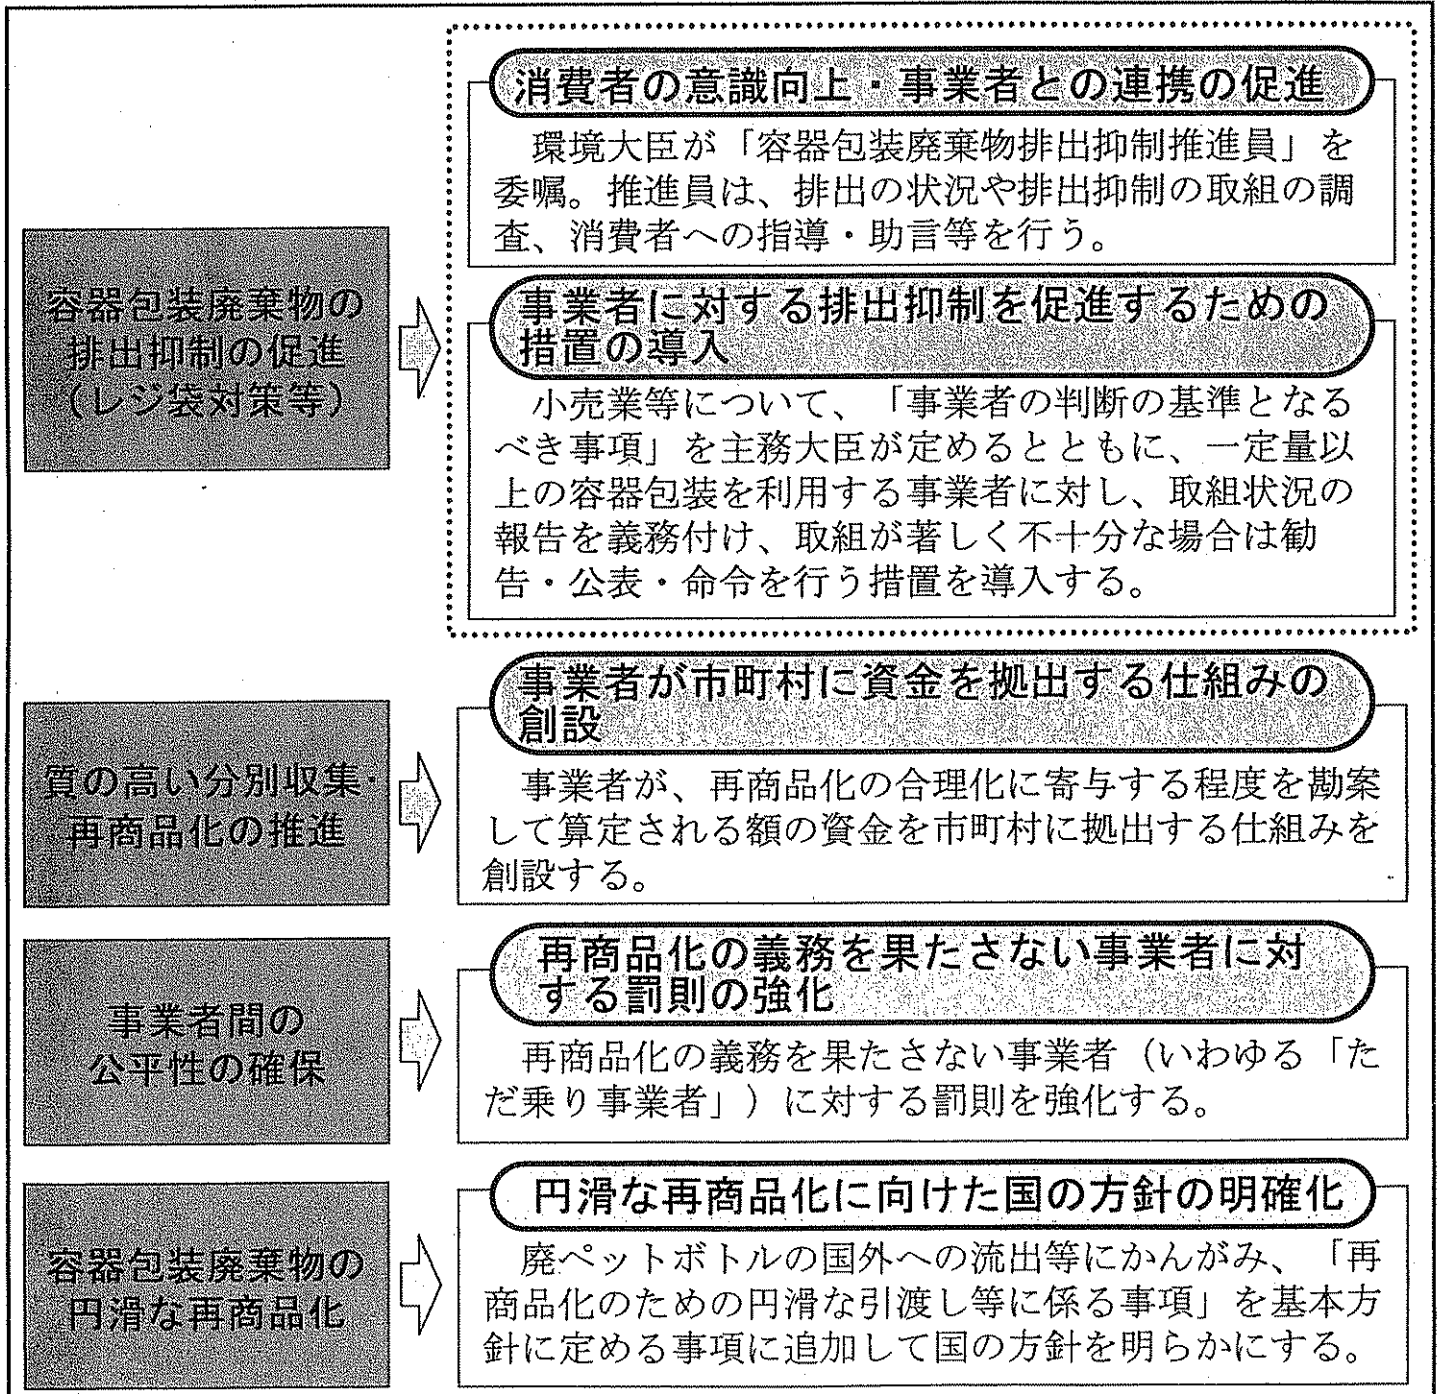 容器包装廃棄物の
排出抑制の促進
（レジ袋対策等）
消費者の意識向上・事業者との連携の促進
環境大臣が「容器包装廃棄物排出抑制推進員」を
委嘱。推進員は、排出の状況や排出抑制の取組の調
査、消費者への指導・助言等を行う。
事業者に対する排出抑制を促進するための
措置の導入
小売業等について、「事業者の判断の基準となる
べき事項」を主務大臣が定めるとともに、一定量以
上の容器包装を利用する事業者に対し、取組状況の
報告を義務付け、取組が著しく不十分な場合は勧
告・公表・命令を行う措置を導入する。
質の高い分別収集・
再商品化の推進
事業者が市町村に資金を拠出する仕組みの
創設
事業者が、再商品化の合理化に寄与する程度を勘案
して算定される額の資金を市町村に拠出する仕組みを
創設する。
事業者間の
公平性の確保
再商品化の義務を果たさない事業者に対
する罰則の強化
再商品化の義務を果たさない事業者（いわゆる「た
だ乗り事業者」）に対する罰則を強化する。
容器包装廃棄物の
円滑な再商品化
円滑な再商品化に向けた国の方針の明確化
廃ペットボトルの国外への流出等にかんがみ、「再
商品化のための円滑な引渡し等に係る事項」を基本方
針に定める事項に追加して国の方針を明らかにする。